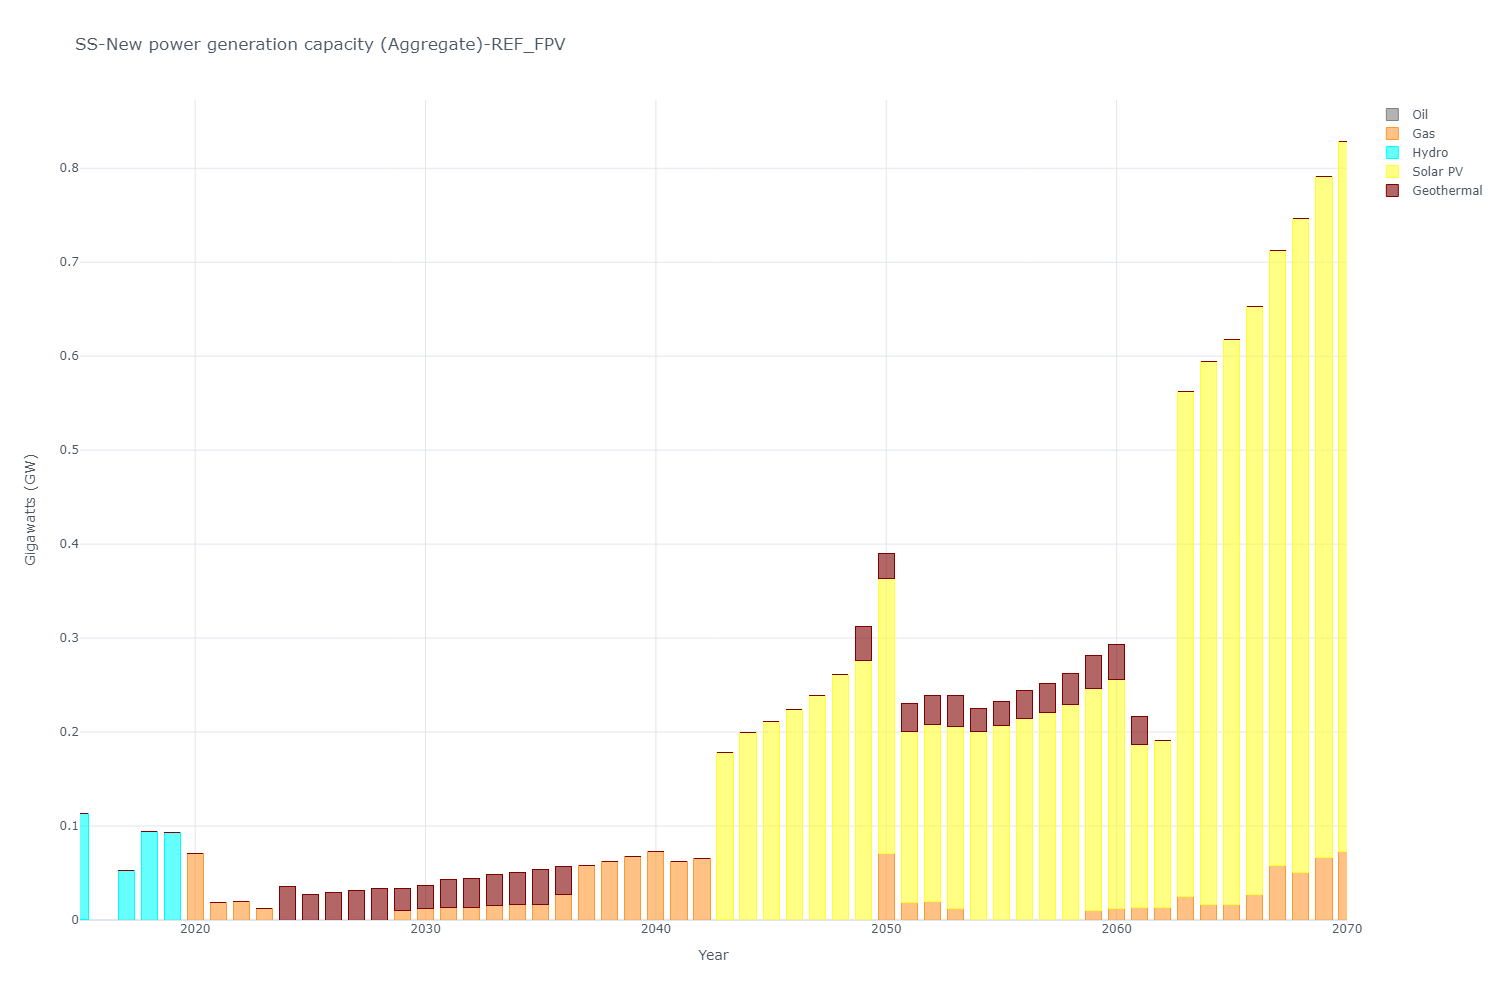 SS-New power generation capacity (Aggregate)-REF_FPV
Oil
Gas
Hydro
Solar PV
Geothermal
0.8
0.7
0.6
0.5
0.4
0.3
0.2
0.1
0
Gigawatts (GW)
2020
2030
2040
2050
2060
2070
Year